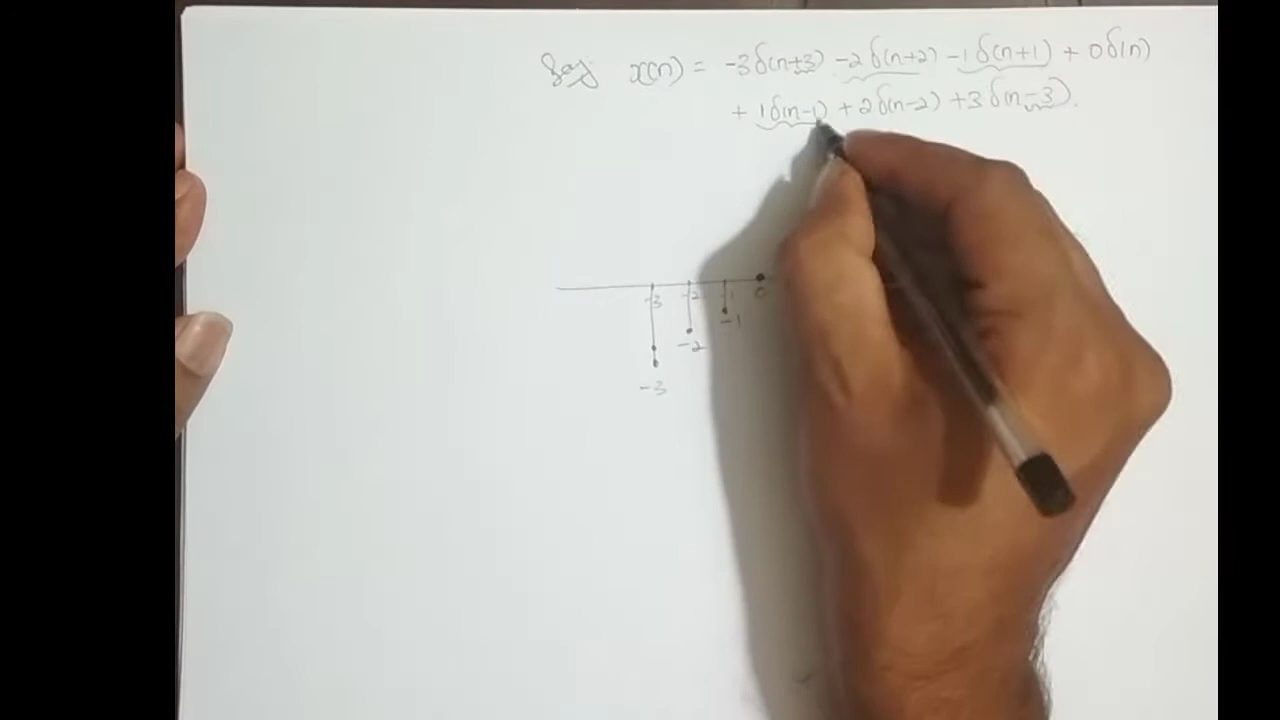 Sol x(n) = -3δ(n+3) -2δ(n+2) -1δ(n+1) + 0δ(n)
+ 1δ(n-1) + 2δ(n-2) +3δ(n-3).
-3 -2 -1 0
-1
-2
-3